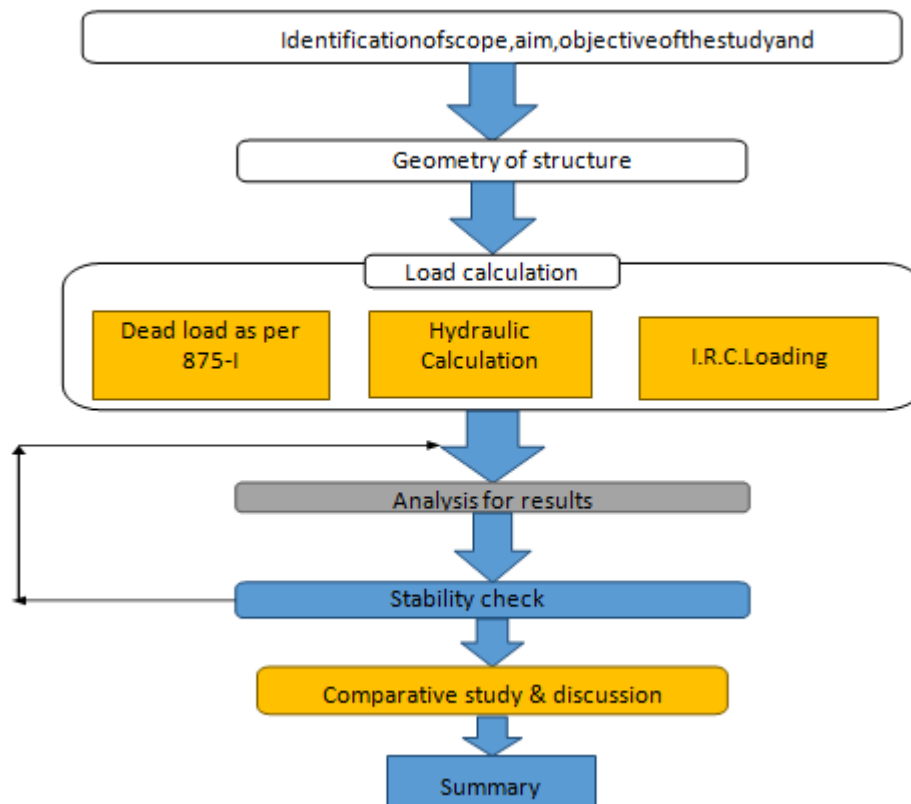 Identificationofscope,aim,objectiveofthestudyand
Geometry of structure
Load calculation
Dead load as per
875-I
Hydraulic
Calculation
I.R.C.Loading
Analysis for results
Stability check
Comparative study & discussion
Summary